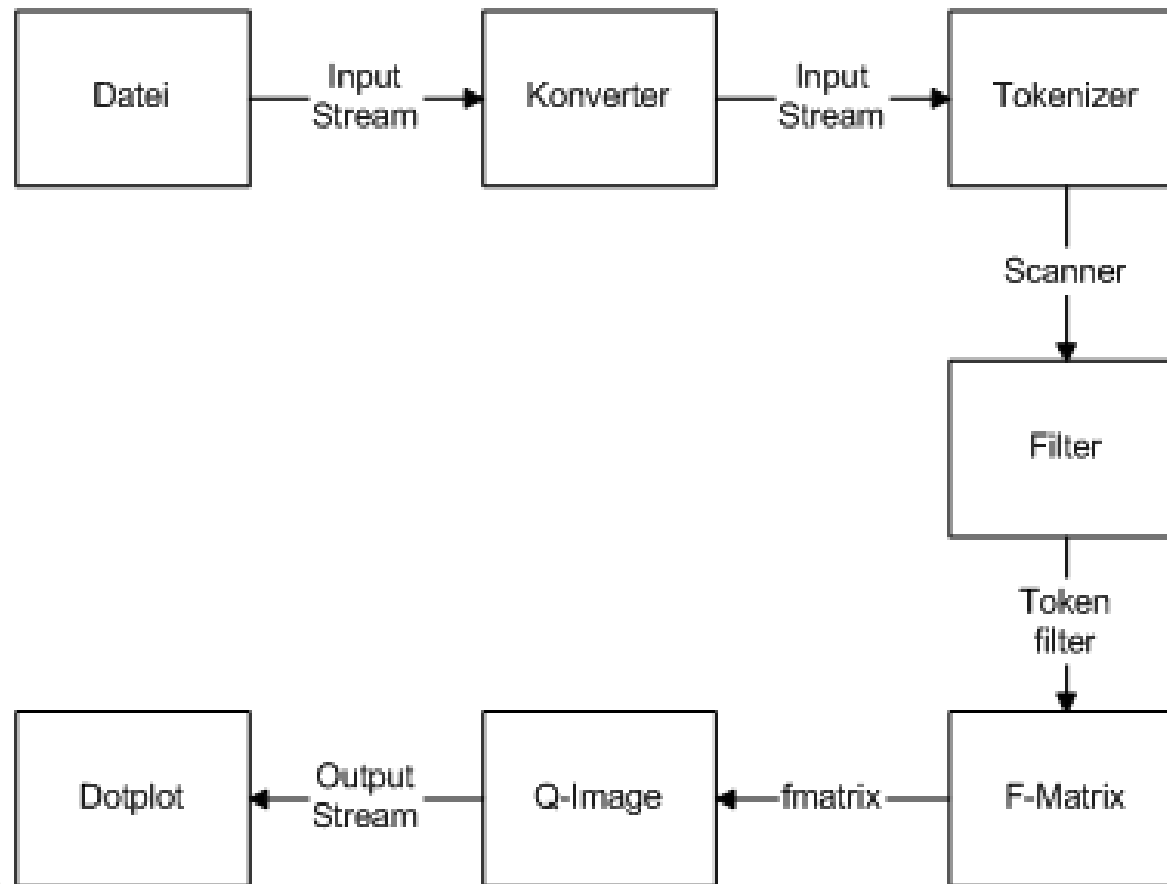 Datei
Input
Stream
Konverter
Input
Stream
Tokenizer
Scanner
Filter
Token
filter
F-Matrix
fmatrix
Q-Image
Output
Stream
Dotplot